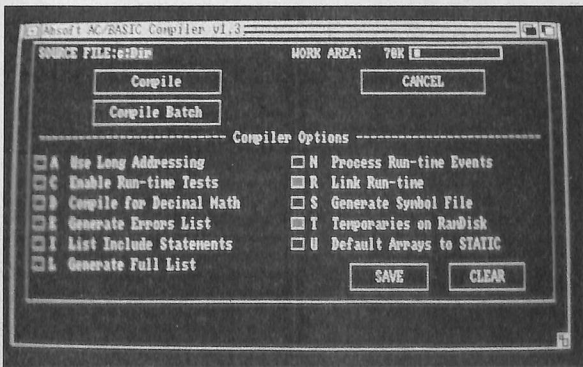 Absoft AC/BASIC Compiler v1.3
SOURCE FILE:c:Dir
WORK AREA: 70K
Compile
CANCEL
Compile Batch
Compiler Options
A Use Long Addressing
C Enable Run-time Tests
D Compile for Decimal Math
E Generate Errors List
I List Include Statements
L Generate Full List
N Process Run-time Events
R Link Run-time
S Generate Symbol File
T Temporaries on RamDisk
U Default Arrays to STATIC
SAVE
CLEAR